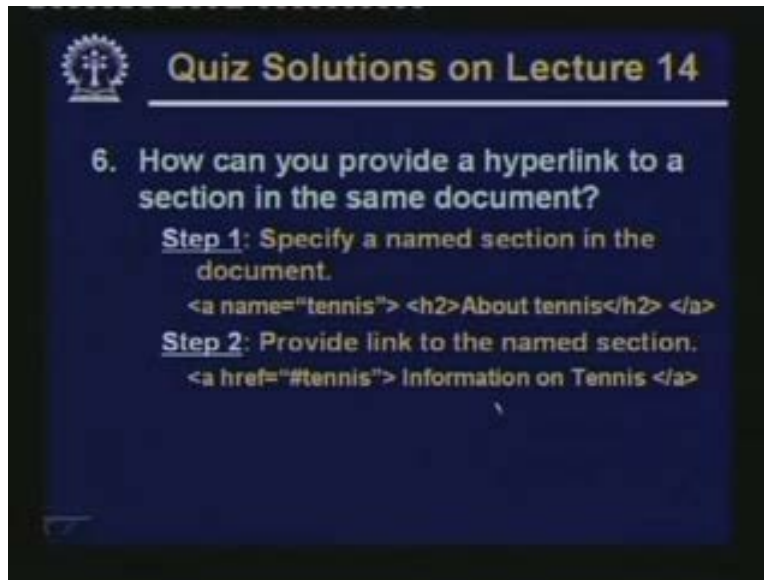 Quiz Solutions on Lecture 14
6. How can you provide a hyperlink to a
section in the same document?
Step 1: Specify a named section in the
document.
<a name=“tennis”> <h2>About tennis</h2> </a>
Step 2: Provide link to the named section.
<a href=“#tennis”> Information on Tennis </a>